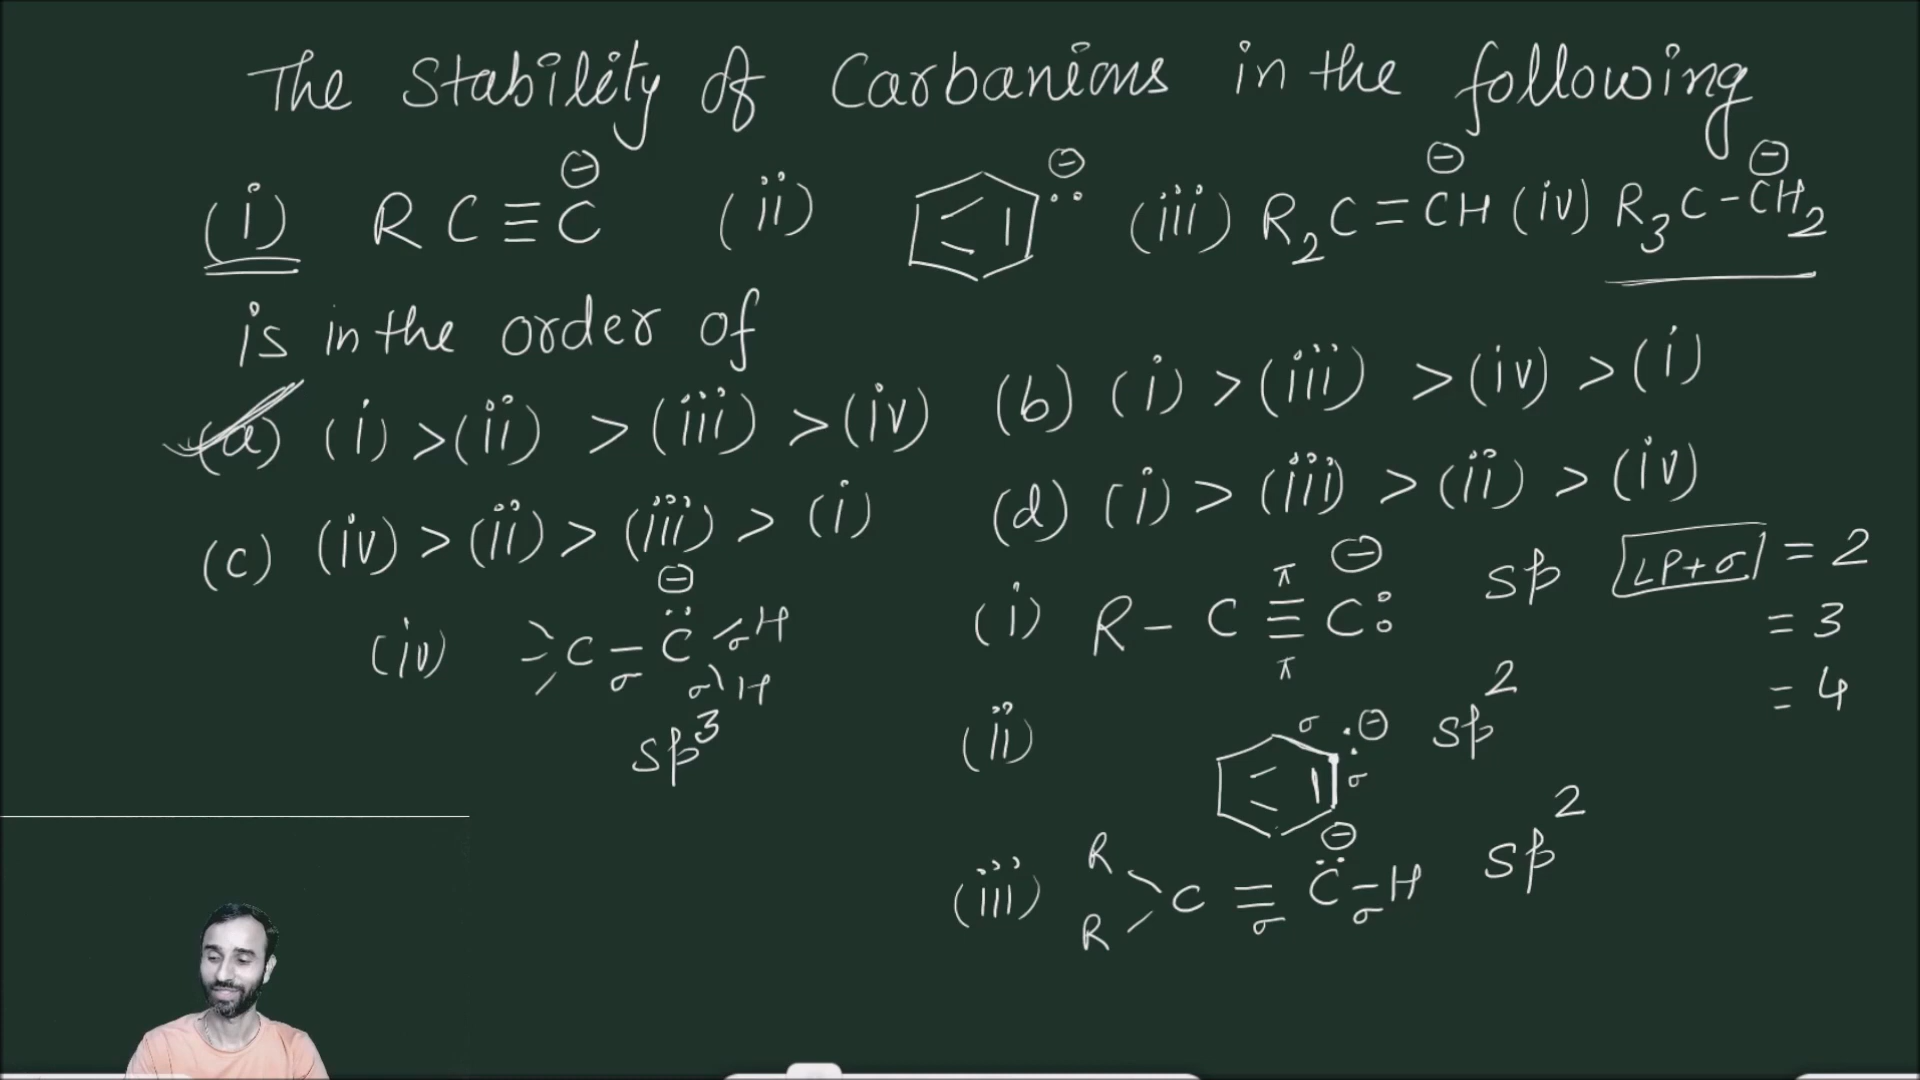 The Stability of Carbanions in the following
(i) RC≡C⊖ (ii) ⊖ (iii) R₂C=C⊖H (iv) R₃C-C⊖H₂
is in the order of
(a) (i) > (ii) > (iii) > (iv) (b) (i) > (iii) > (iv) > (i)
(c) (iv) > (ii) > (iii) > (i) (d) (i) > (iii) > (ii) > (iv)
(iv) C - C⊖ H σ H σ σ
sp³
(i) R - C ≡ C ⊖ π π sp LP+σ = 2
= 3
= 4
(ii) σ ⊖ σ sp²
(iii) R R C = C⊖ - H σ σ sp²